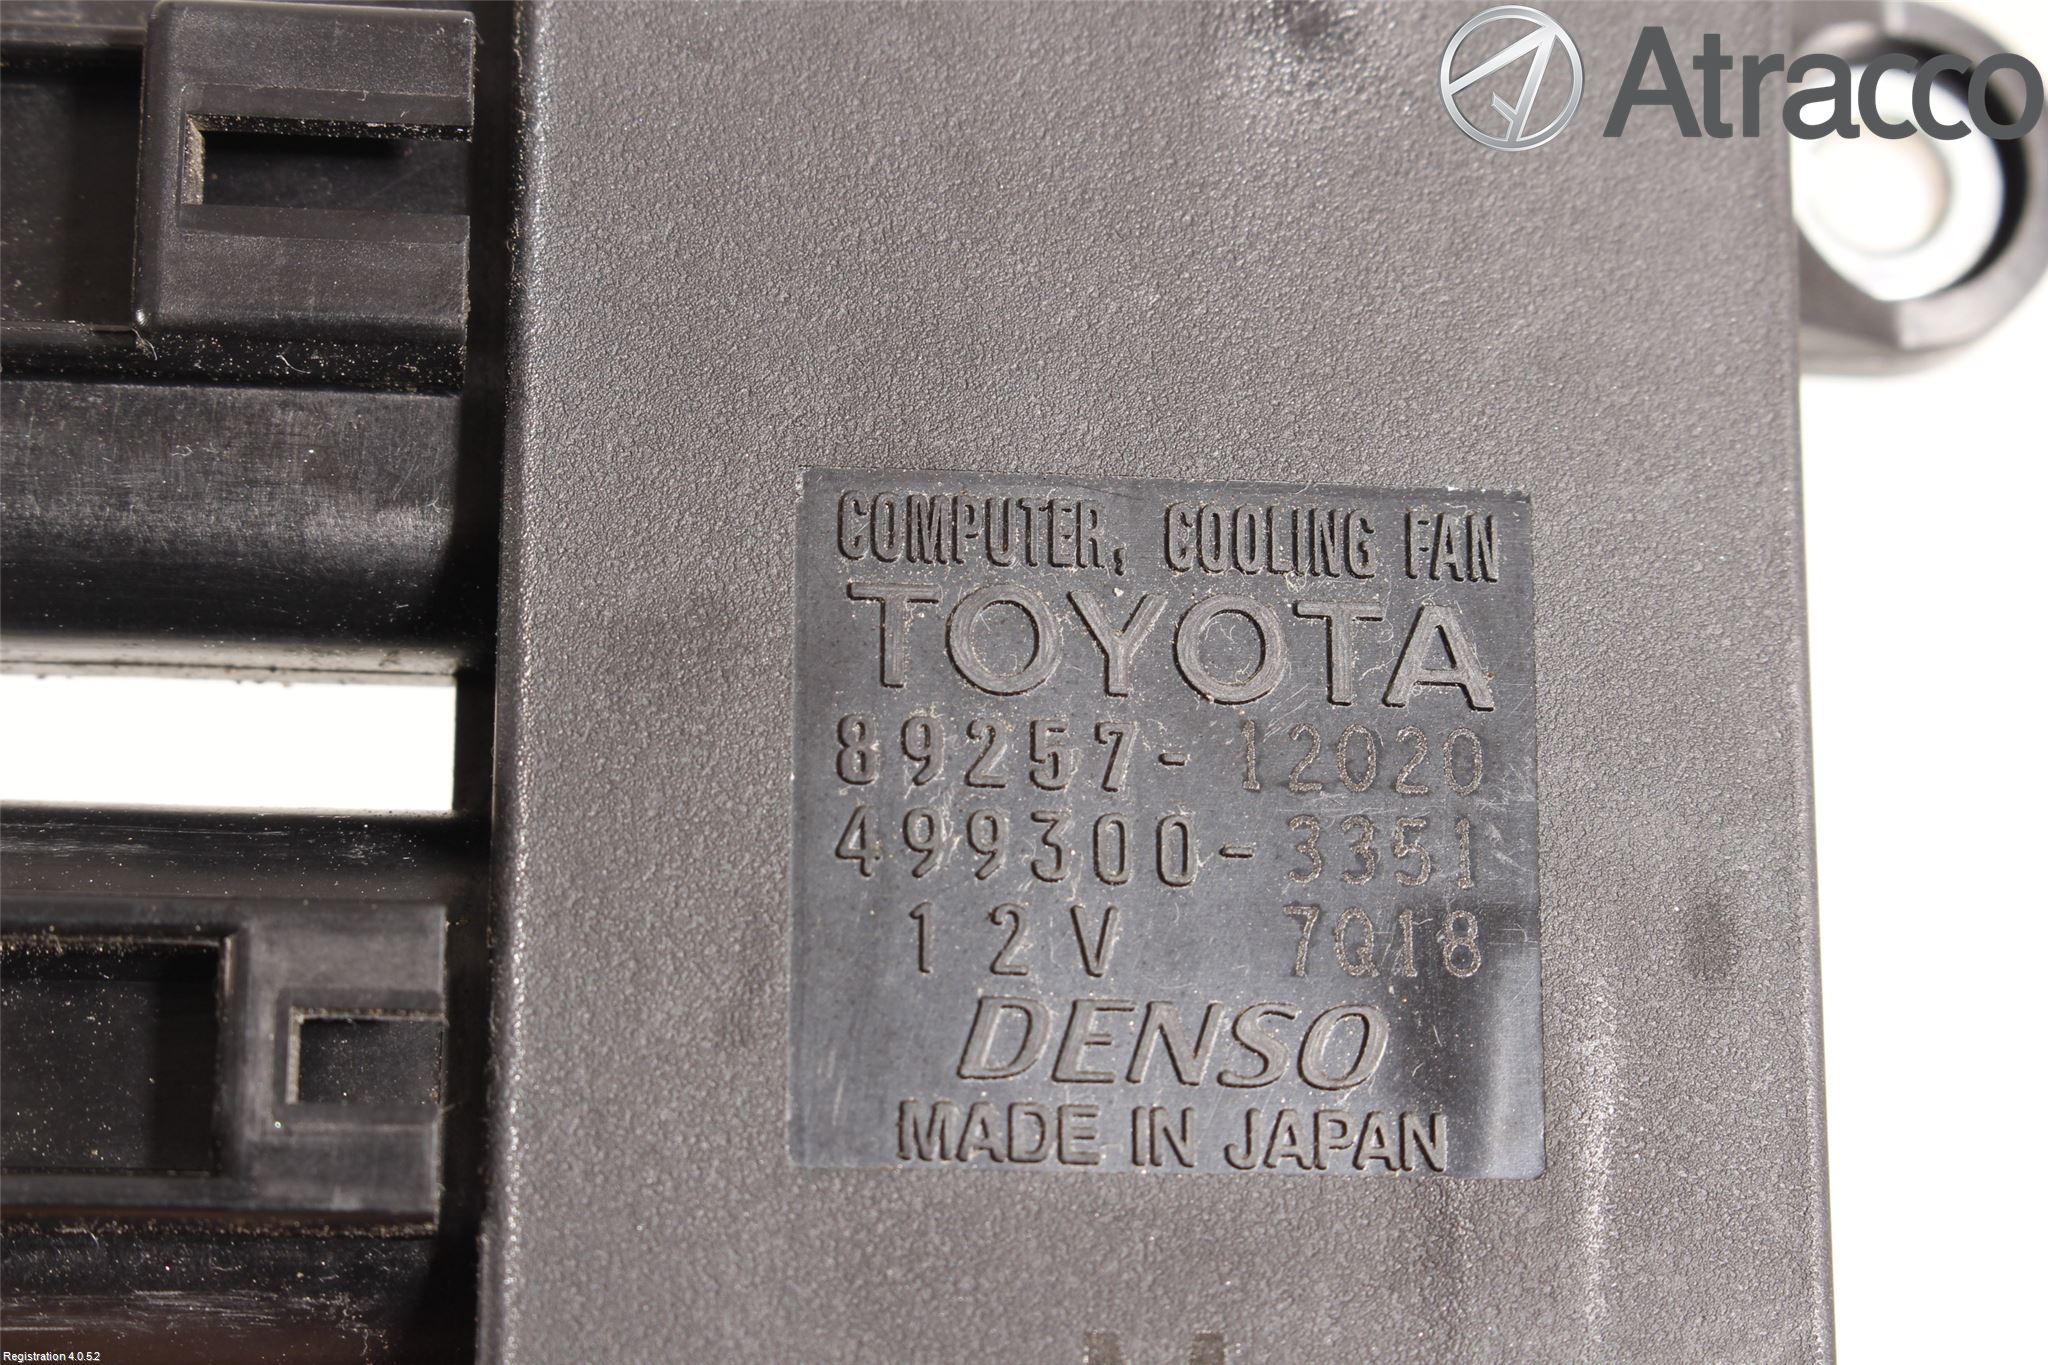 Atracco
COMPUTER, COOLING FAN
TOYOTA
89257-12020
499300-3351
12V 7Q18
DENSO
MADE IN JAPAN
Registration 4.0.5.2